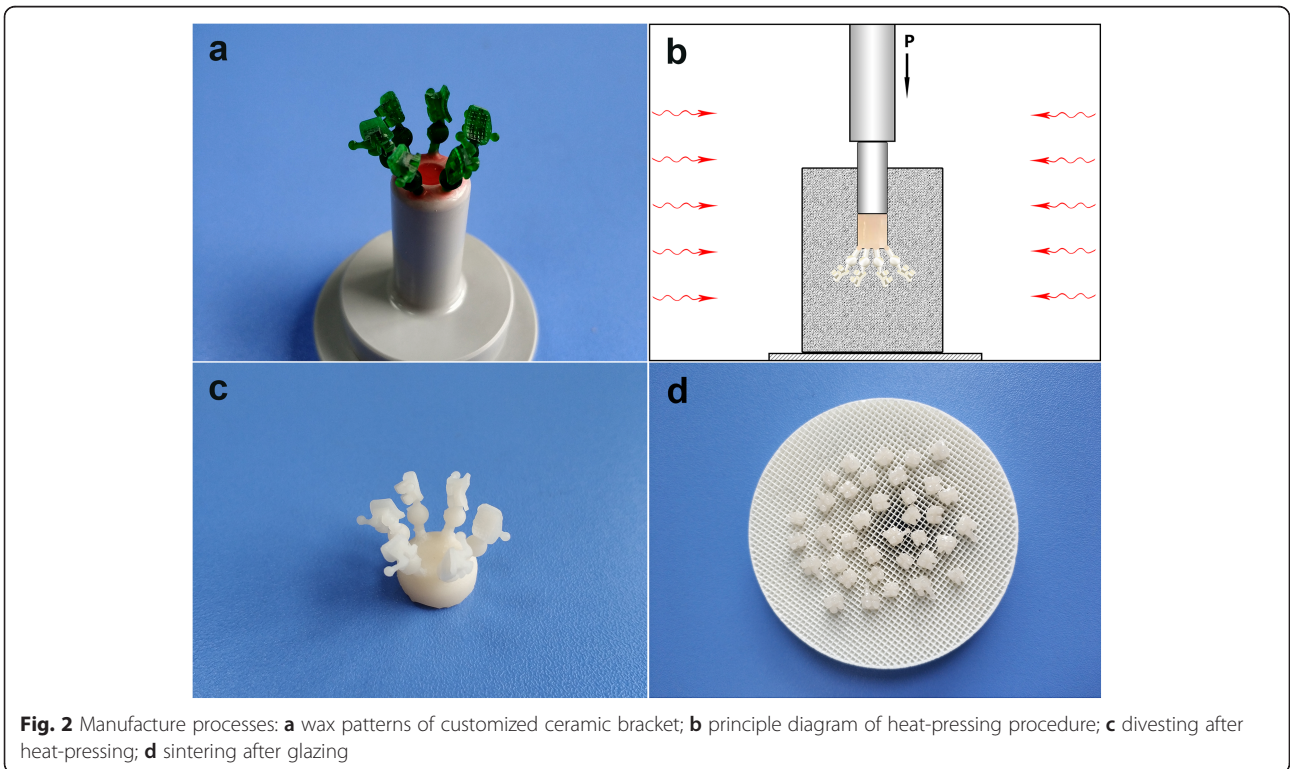 a
b
P
c
d
Fig. 2 Manufacture processes: a wax patterns of customized ceramic bracket; b principle diagram of heat-pressing procedure; c divesting after
heat-pressing; d sintering after glazing